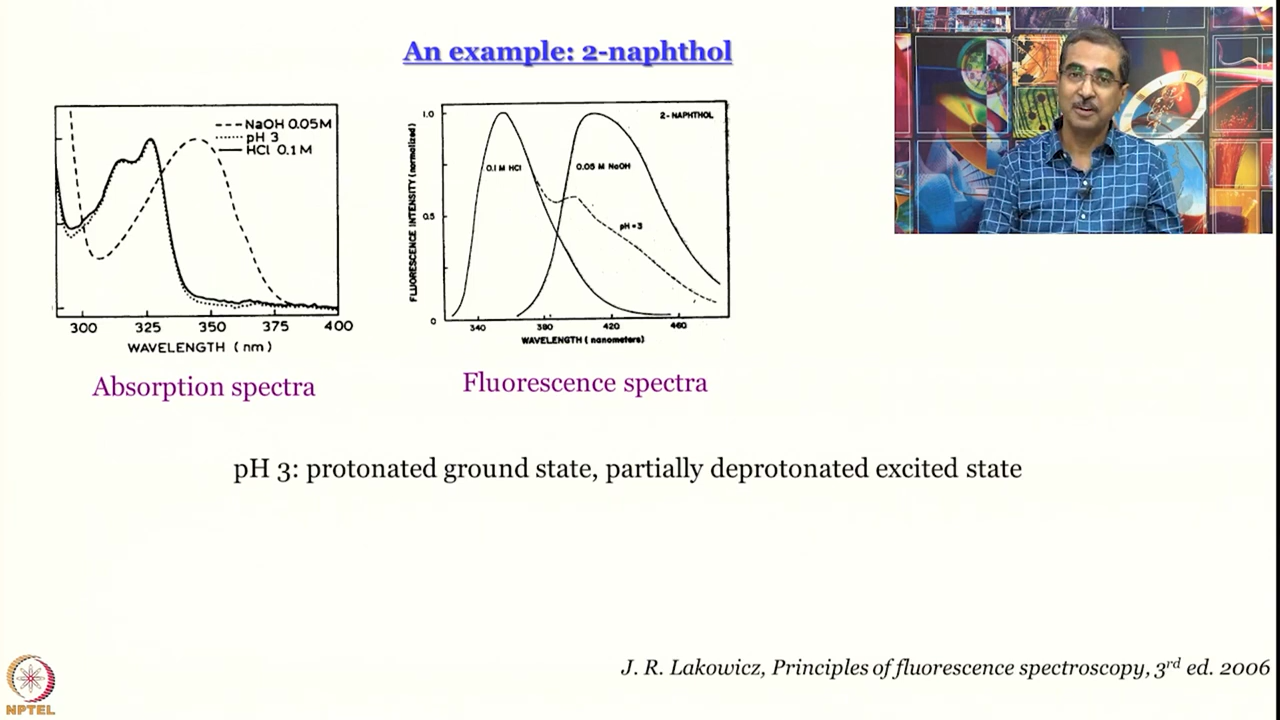 An example: 2-naphthol
NaOH 0.05M
pH 3
HCl 0.1 M
300 325 350 375 400
WAVELENGTH ( nm )
Absorption spectra
1.0
0.5
0
FLUORESCENCE INTENSITY (normalized)
2-NAPHTHOL
0.1 M HCl
0.05 M NaOH
pH=3
340 380 420 460
WAVELENGTH ( nanometers)
Fluorescence spectra
pH 3: protonated ground state, partially deprotonated excited state
J. R. Lakowicz, Principles of fluorescence spectroscopy, 3rd ed. 2006
NPTEL